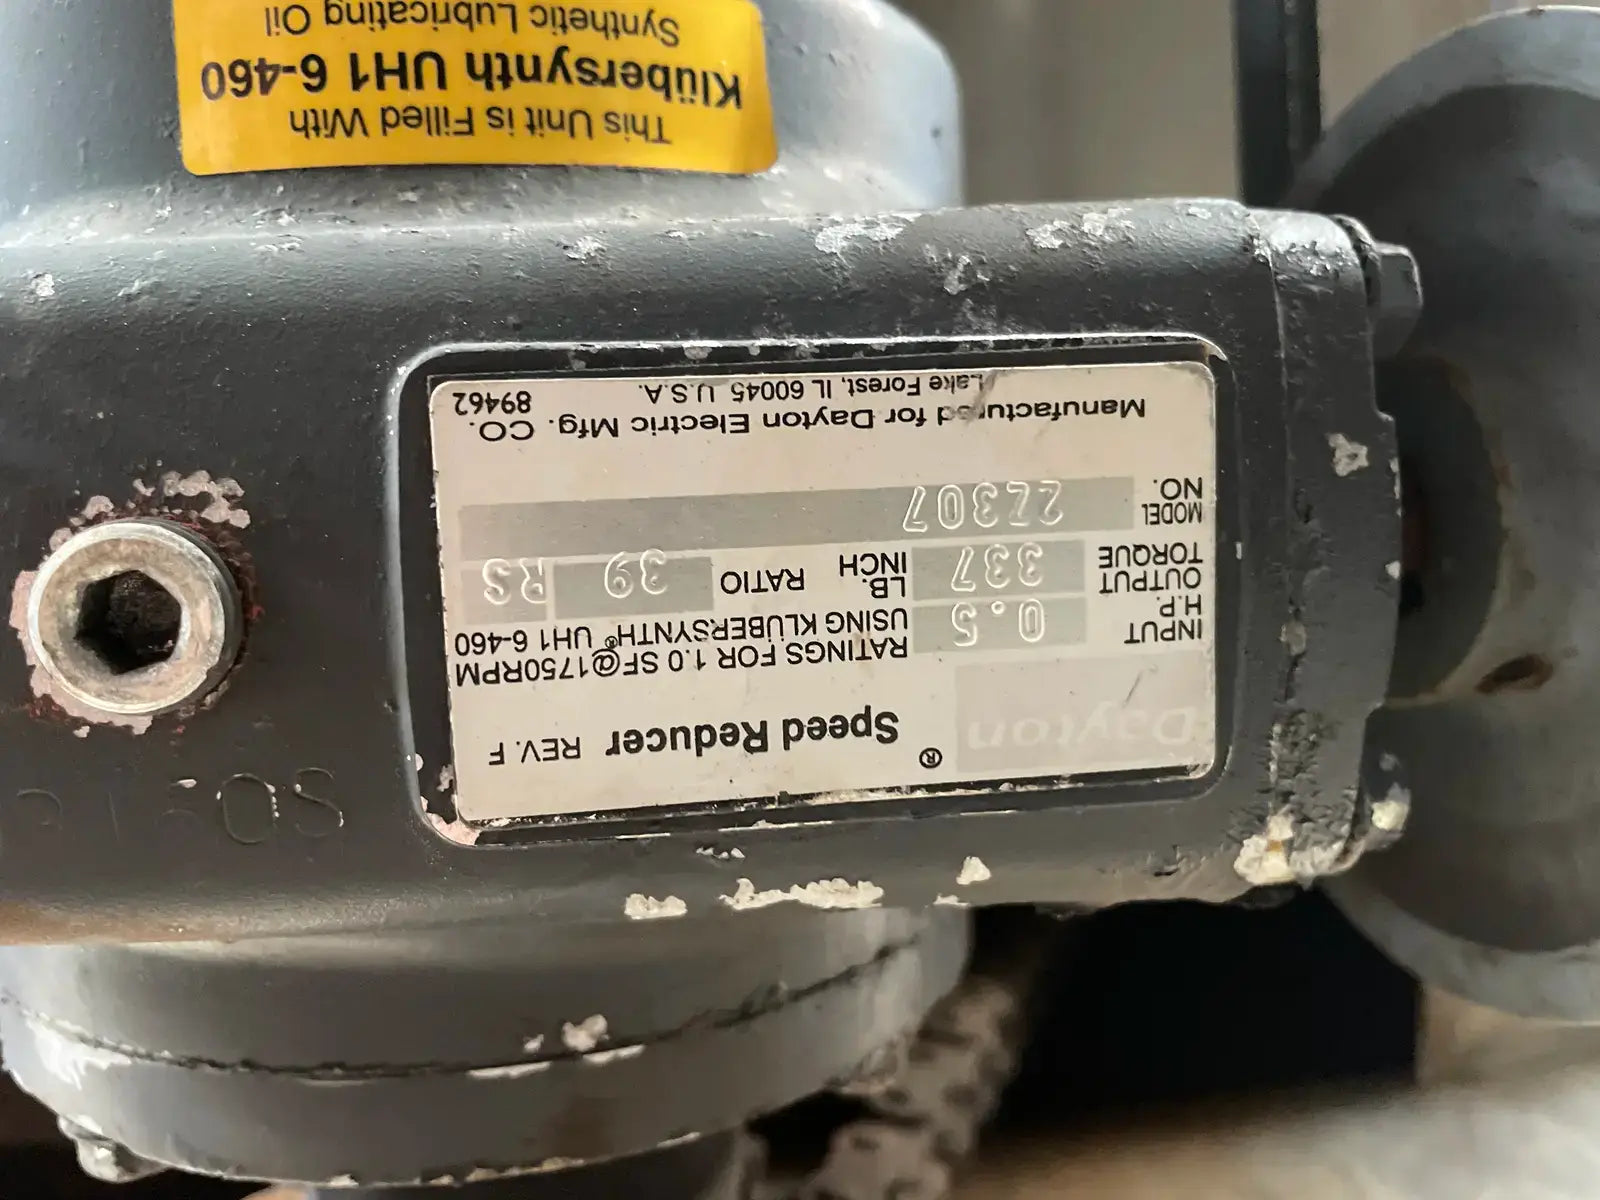 Dayton ® Speed Reducer REV. F
RATINGS FOR 1.0 SF@1750RPM
USING KLÜBERSYNTH® UH1 6-460
INPUT H.P. 0.5
OUTPUT TORQUE 337 LB. INCH RATIO 39 RS
MODEL NO. 2Z307
Manufactured for Dayton Electric Mfg. CO.
Lake Forest, IL 60045 U.S.A. 89462
This Unit is Filled With
Klübersynth UH1 6-460
Synthetic Lubricating Oil